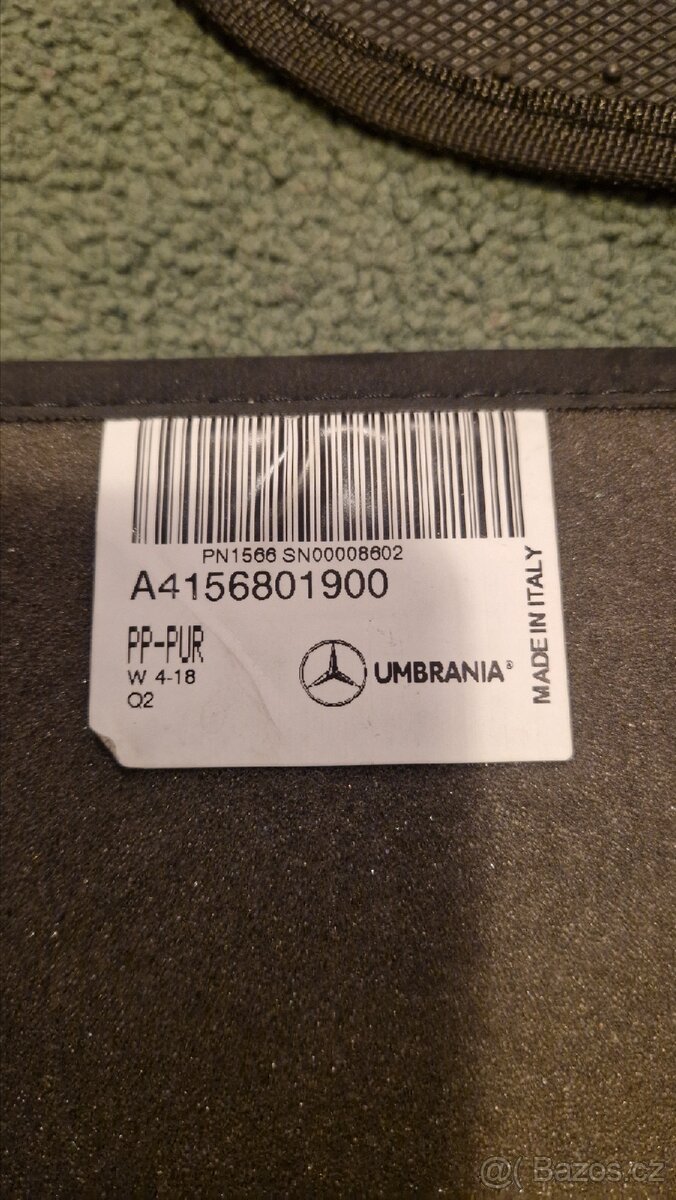 PN1566 SN00008602
A4156801900
PP-PUR
W 4-18
Q2
UMBRANIA®
MADE IN ITALY
@( Bazos.cz